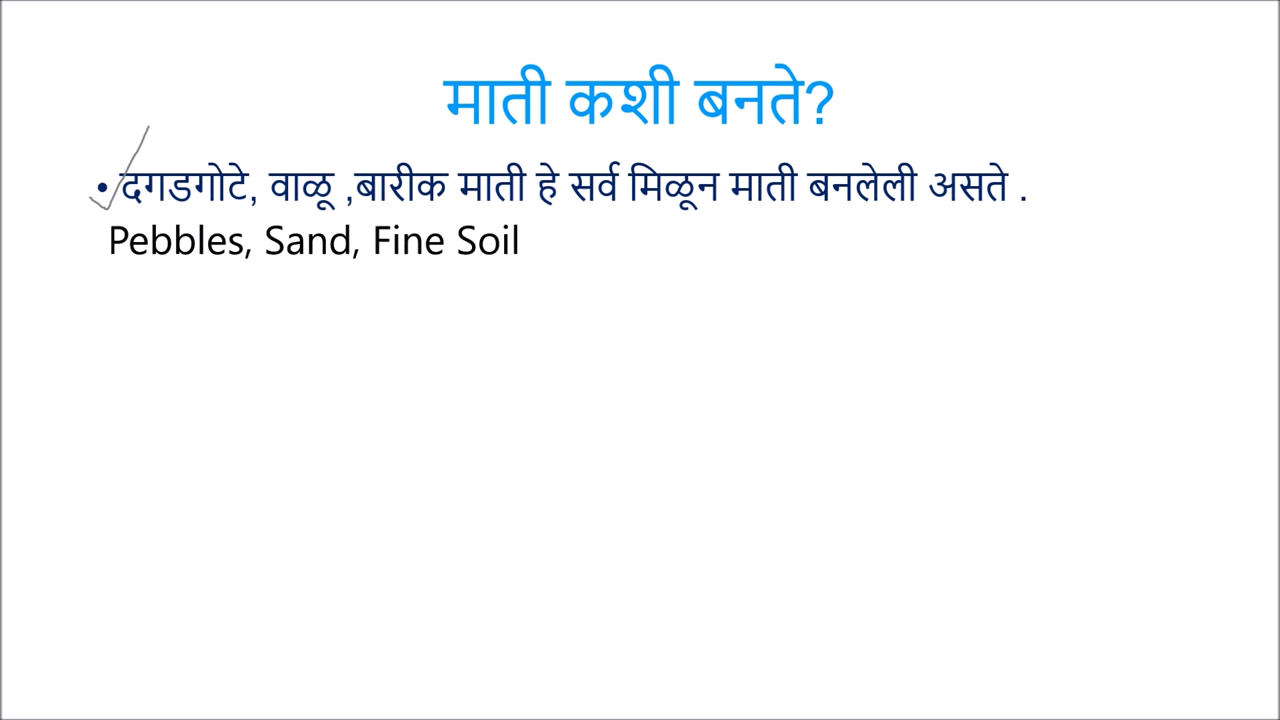 माती कशी बनते?
• दगडगोटे, वाळू ,बारीक माती हे सर्व मिळून माती बनलेली असते .
Pebbles, Sand, Fine Soil